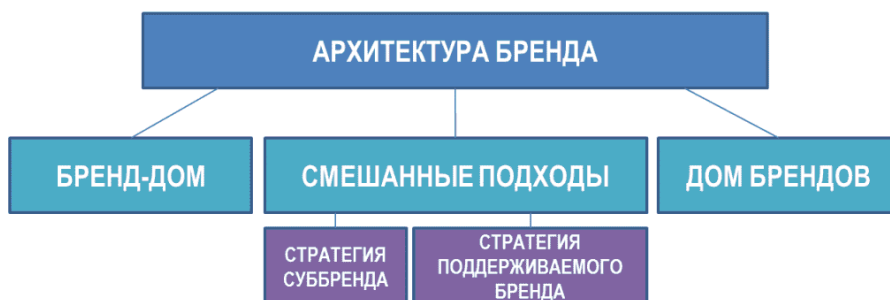 АРХИТЕКТУРА БРЕНДА
БРЕНД-ДОМ
СМЕШАННЫЕ ПОДХОДЫ
ДОМ БРЕНДОВ
СТРАТЕГИЯ
СУББРЕНДА
СТРАТЕГИЯ
ПОДДЕРЖИВАЕМОГО
БРЕНДА